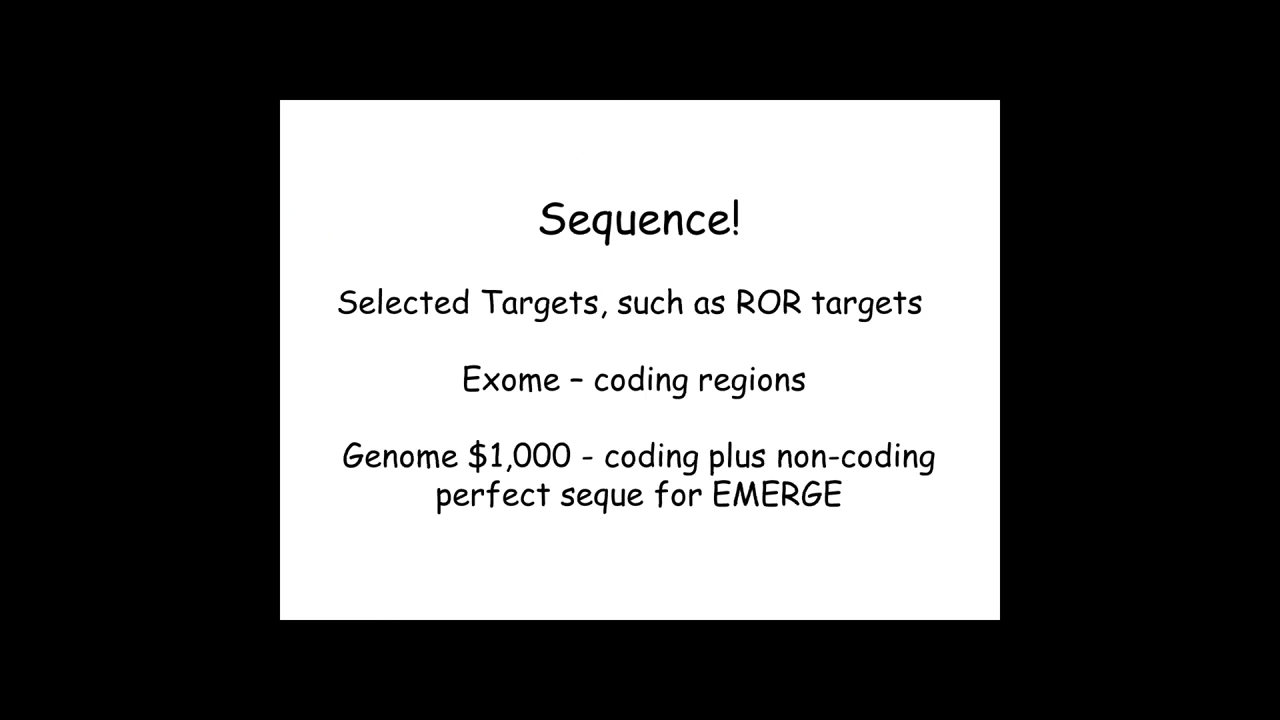 Sequence!
Selected Targets, such as ROR targets
Exome – coding regions
Genome $1,000 - coding plus non-coding
perfect seque for EMERGE